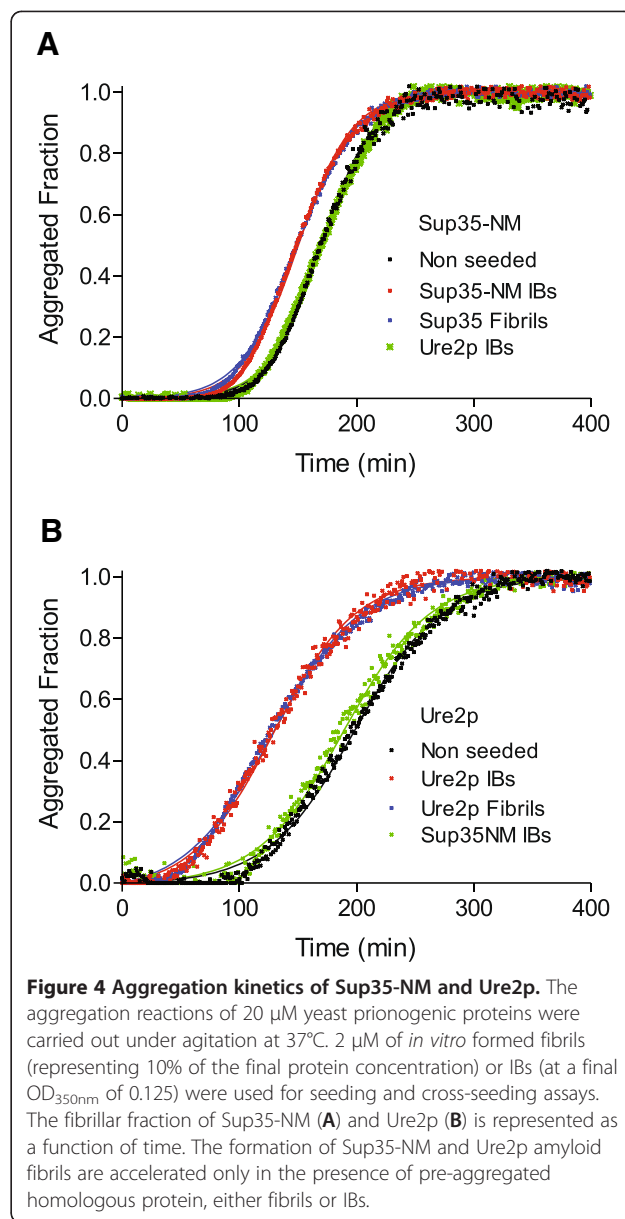 A
1.0
0.8
0.6
0.4
0.2
0.0
Aggregated Fraction
Sup35-NM
Non seeded
Sup35-NM IBs
Sup35 Fibrils
Ure2p IBs
0 100 200 300 400
Time (min)
B
1.0
0.8
0.6
0.4
0.2
0.0
Aggregated Fraction
Ure2p
Non seeded
Ure2p IBs
Ure2p Fibrils
Sup35NM IBs
0 100 200 300 400
Time (min)
Figure 4 Aggregation kinetics of Sup35-NM and Ure2p. The
aggregation reactions of 20 μM yeast prionogenic proteins were
carried out under agitation at 37°C. 2 μM of in vitro formed fibrils
(representing 10% of the final protein concentration) or IBs (at a final
OD350nm of 0.125) were used for seeding and cross-seeding assays.
The fibrillar fraction of Sup35-NM (A) and Ure2p (B) is represented as
a function of time. The formation of Sup35-NM and Ure2p amyloid
fibrils are accelerated only in the presence of pre-aggregated
homologous protein, either fibrils or IBs.